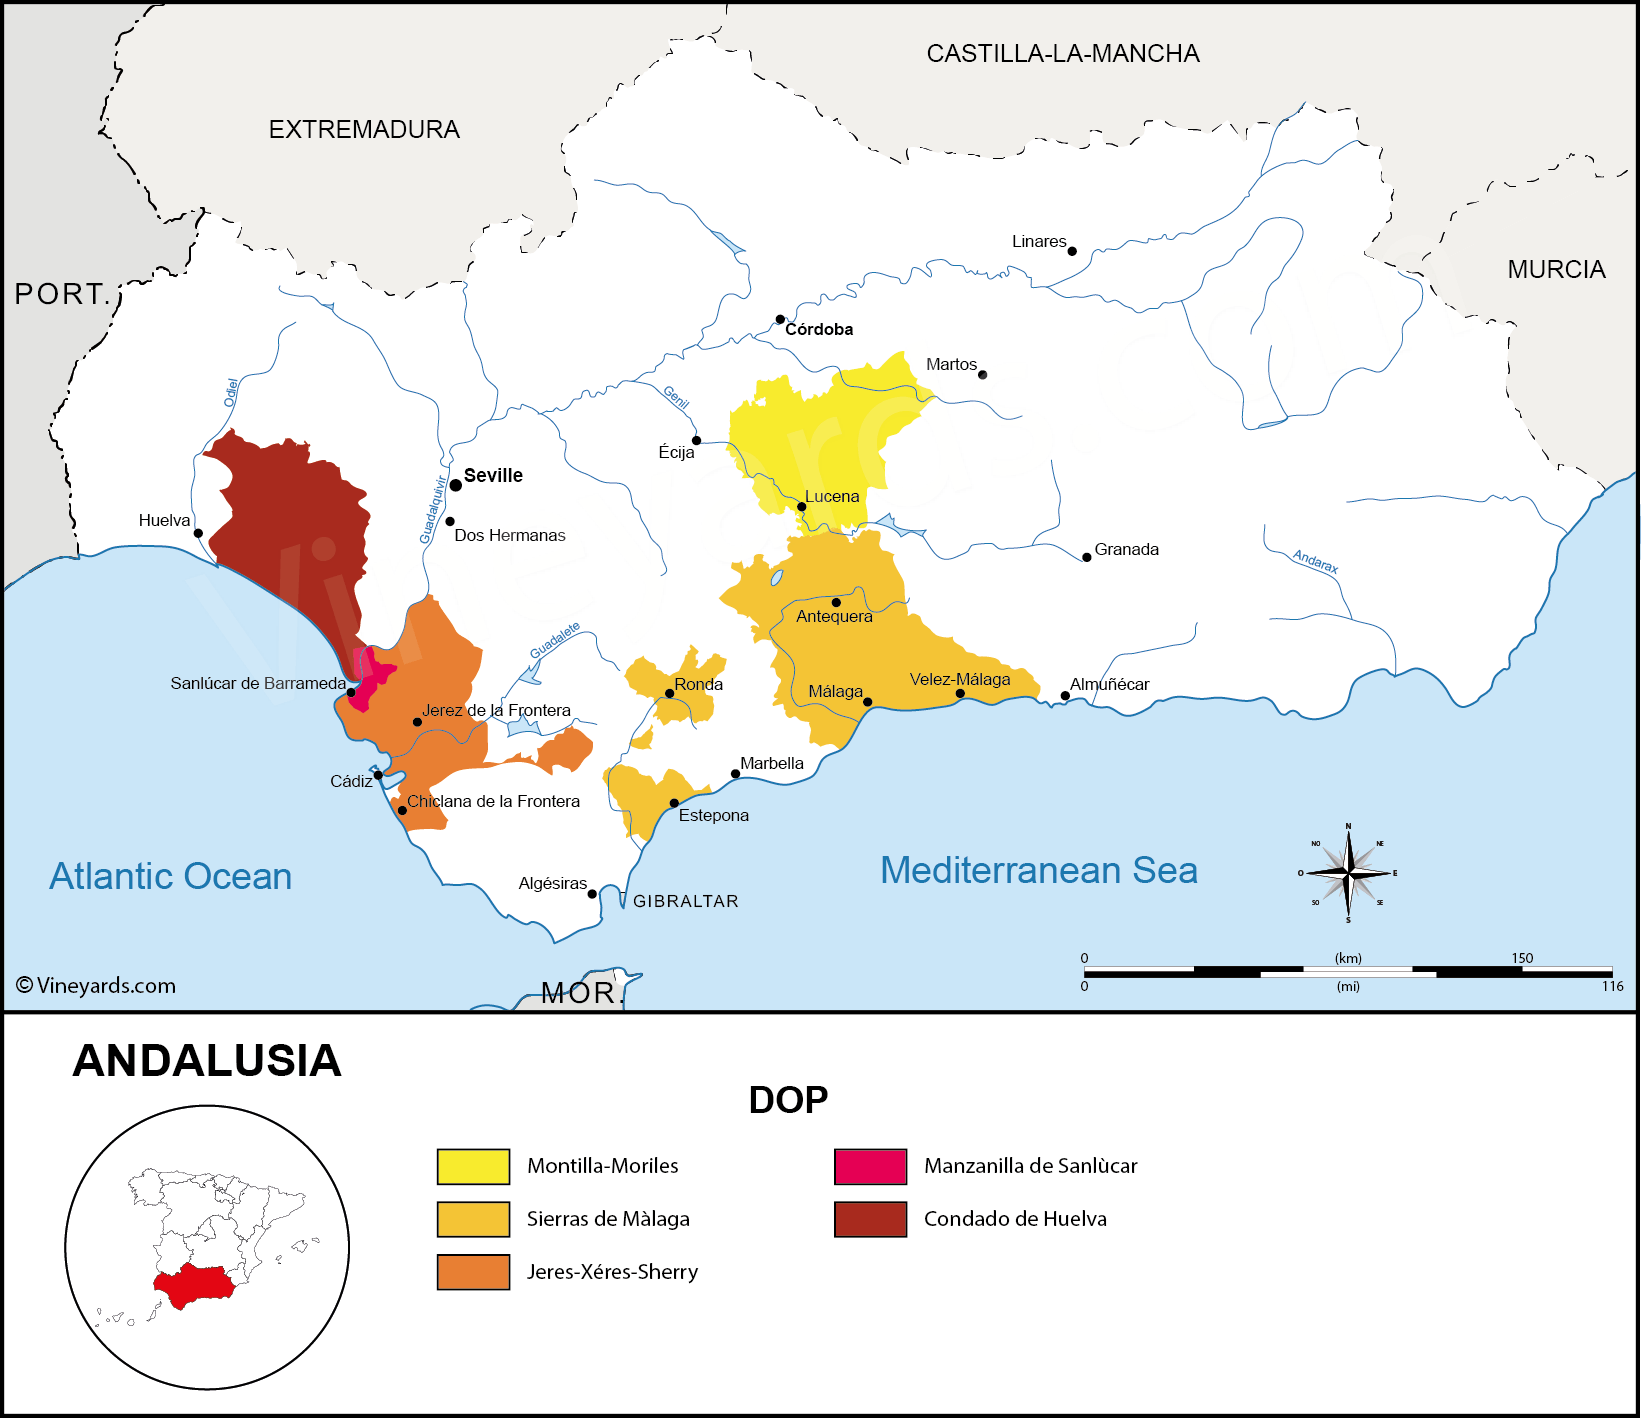 CASTILLA-LA-MANCHA
EXTREMADURA
Linares
MURCIA
PORT.
Córdoba
Martos
Odiel
Genil
Écija
Seville
Guadalquivir
Lucena
Huelva
Dos Hermanas
Granada
Andarax
Antequera
Guadalete
Sanlúcar de Barrameda
Ronda
Velez-Málaga
Málaga
Almuñécar
Jerez de la Frontera
Marbella
Cádiz
Chiclana de la Frontera
Estepona
N
NO
NE
O
E
SO
SE
S
Atlantic Ocean
Mediterranean Sea
Algésiras
GIBRALTAR
0 (km) 150
0 (mi) 116
© Vineyards.com
MOR.
ANDALUSIA
DOP
Montilla-Moriles
Manzanilla de Sanlùcar
Sierras de Màlaga
Condado de Huelva
Jeres-Xéres-Sherry